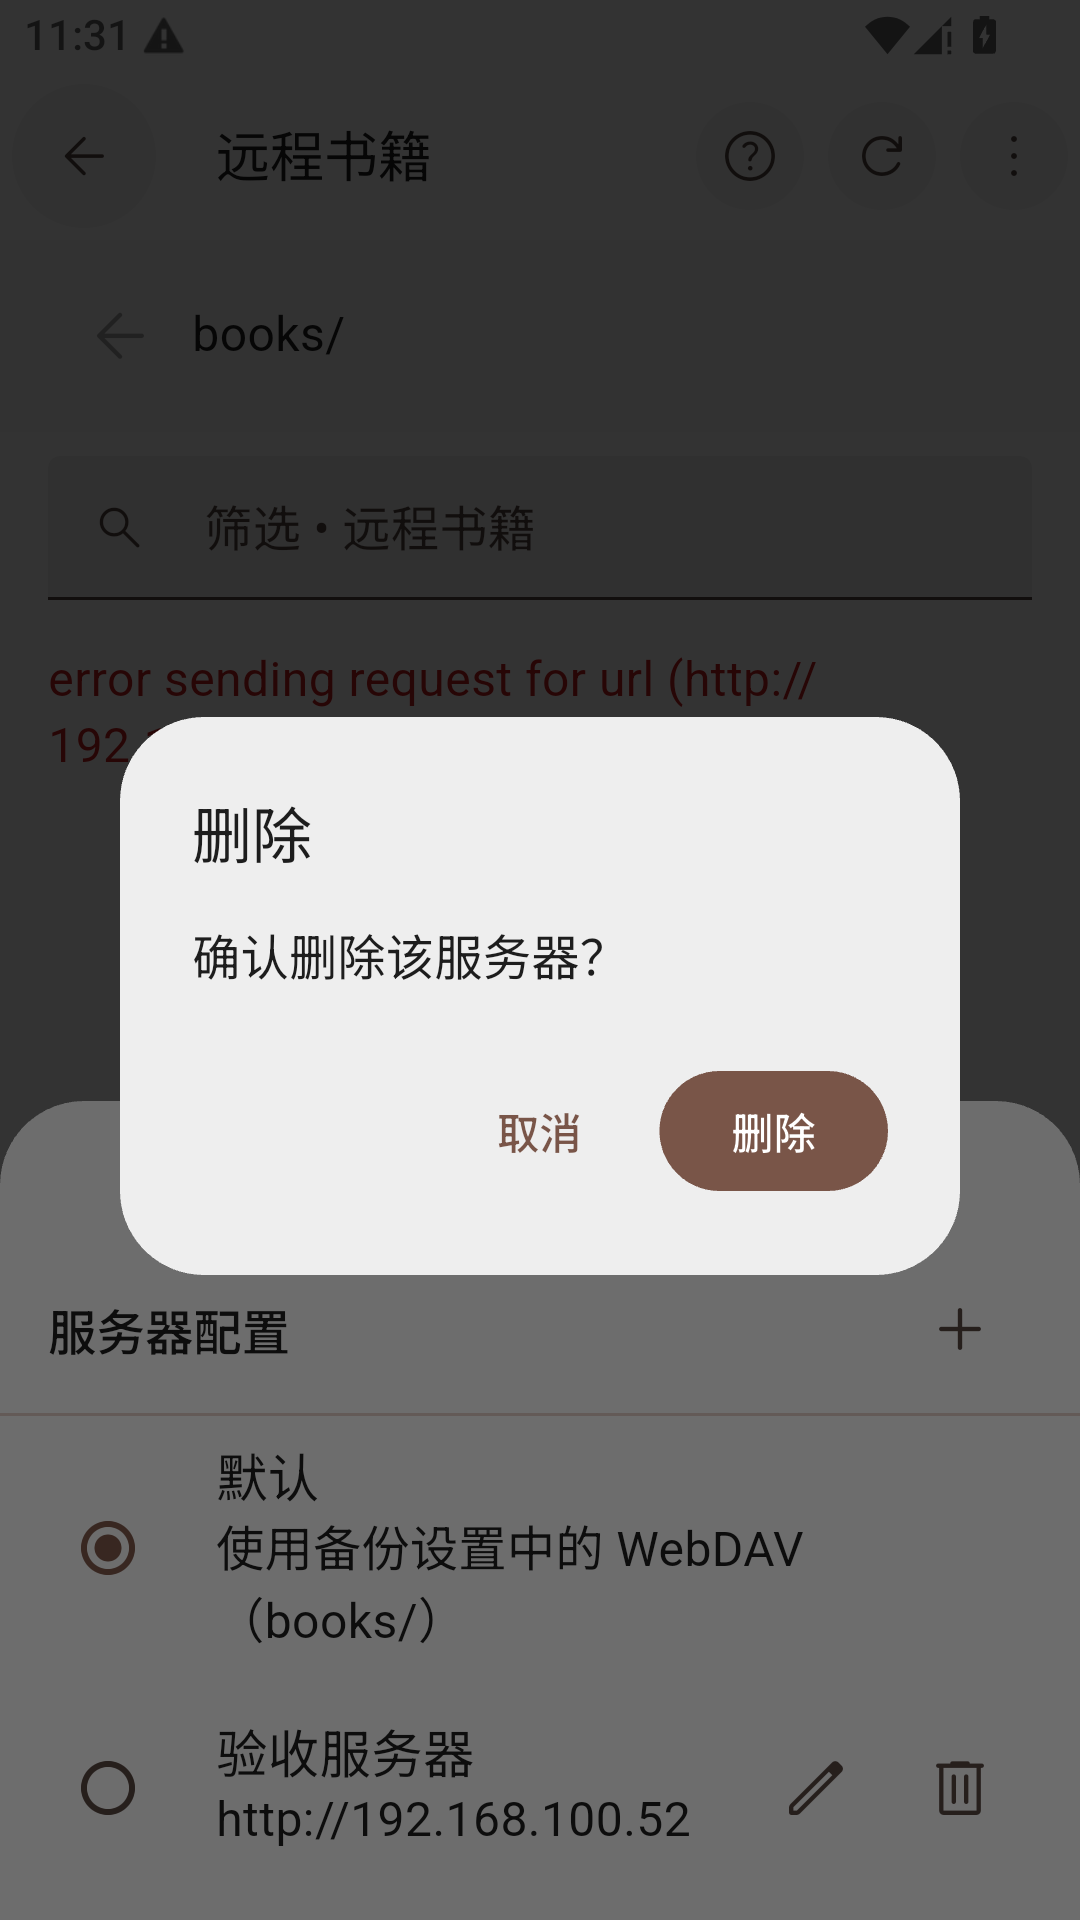 11:31
远程书籍
books/
筛选 • 远程书籍
error sending request for url (http://
192.
删除
确认删除该服务器？
取消
删除
服务器配置
默认
使用备份设置中的 WebDAV
（books/）
验收服务器
http://192.168.100.52